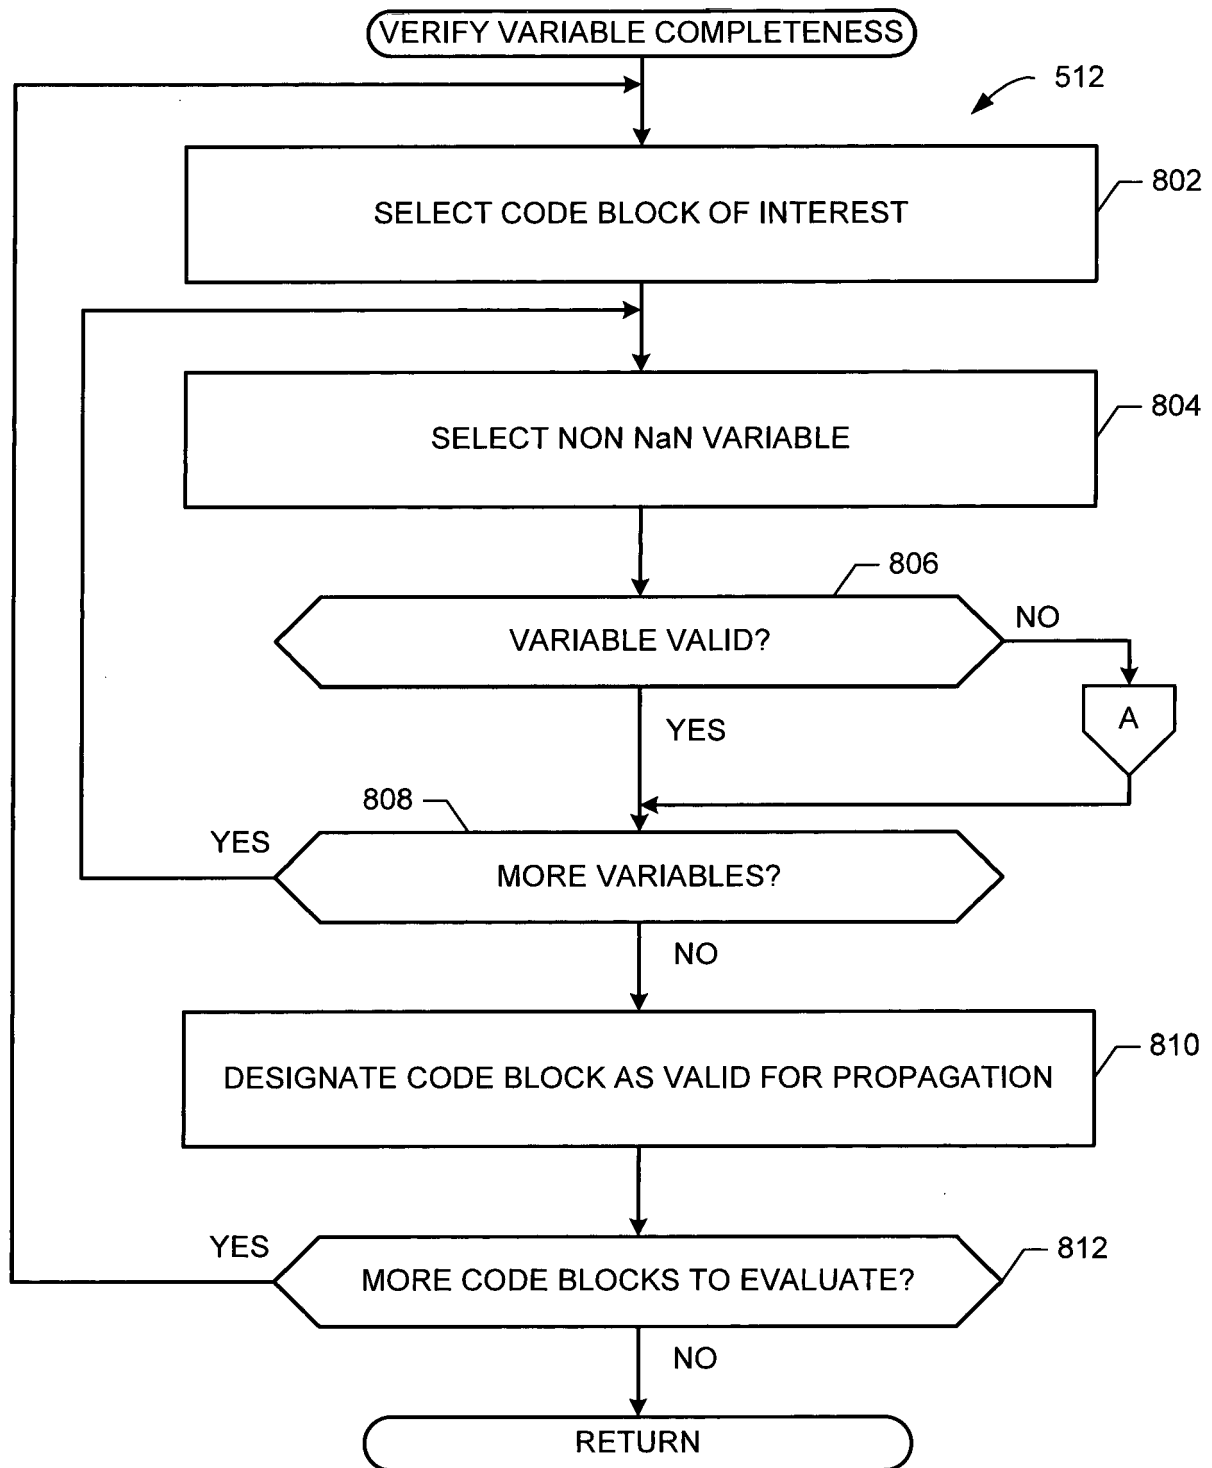 VERIFY VARIABLE COMPLETENESS
512
802
SELECT CODE BLOCK OF INTEREST
804
SELECT NON NaN VARIABLE
806
VARIABLE VALID?
NO
A
YES
808
YES
MORE VARIABLES?
NO
810
DESIGNATE CODE BLOCK AS VALID FOR PROPAGATION
YES
812
MORE CODE BLOCKS TO EVALUATE?
NO
RETURN